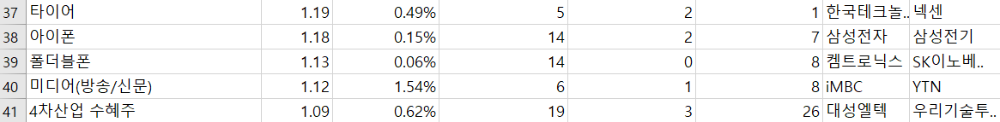 37 타이어 1.19 0.49% 5 2 1 한국테크놀.. 넥센
38 아이폰 1.18 0.15% 14 2 7 삼성전자 삼성전기
39 폴더블폰 1.13 0.06% 14 0 8 켐트로닉스 SK이노베..
40 미디어(방송/신문) 1.12 1.54% 6 1 8 iMBC YTN
41 4차산업 수혜주 1.09 0.62% 19 3 26 대성엘텍 우리기술투..